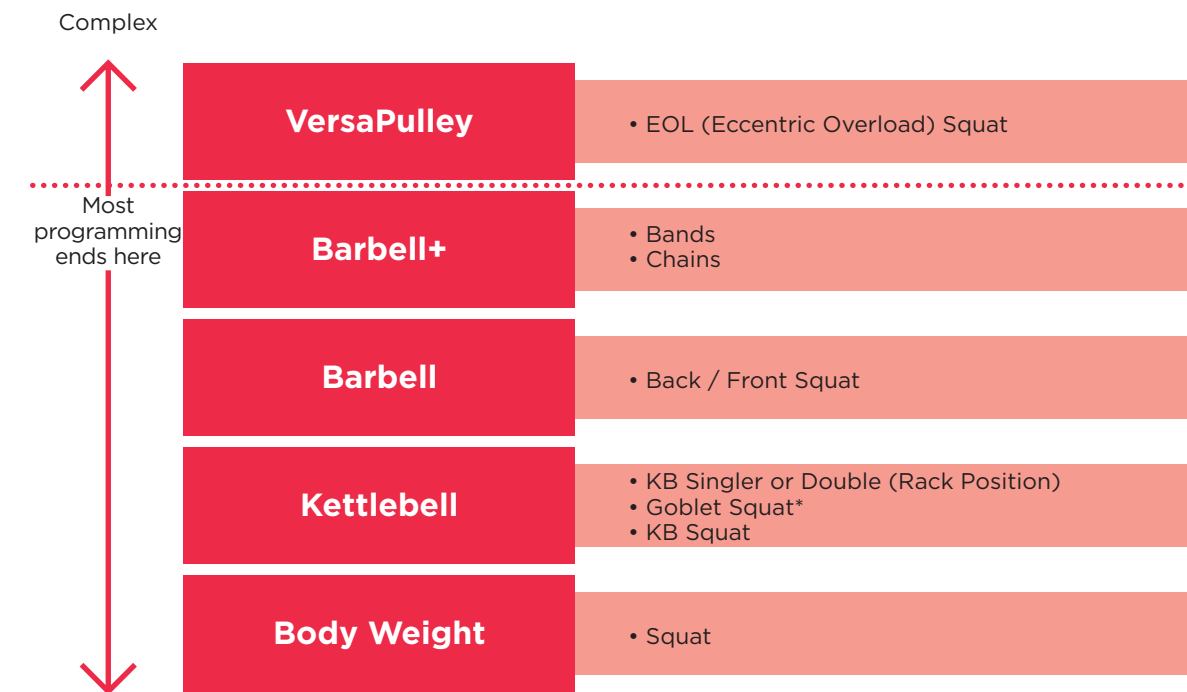 Complex
VersaPulley
• EOL (Eccentric Overload) Squat
Most
programming
ends here
Barbell+
• Bands
• Chains
Barbell
• Back / Front Squat
Kettlebell
• KB Singler or Double (Rack Position)
• Goblet Squat*
• KB Squat
Body Weight
• Squat